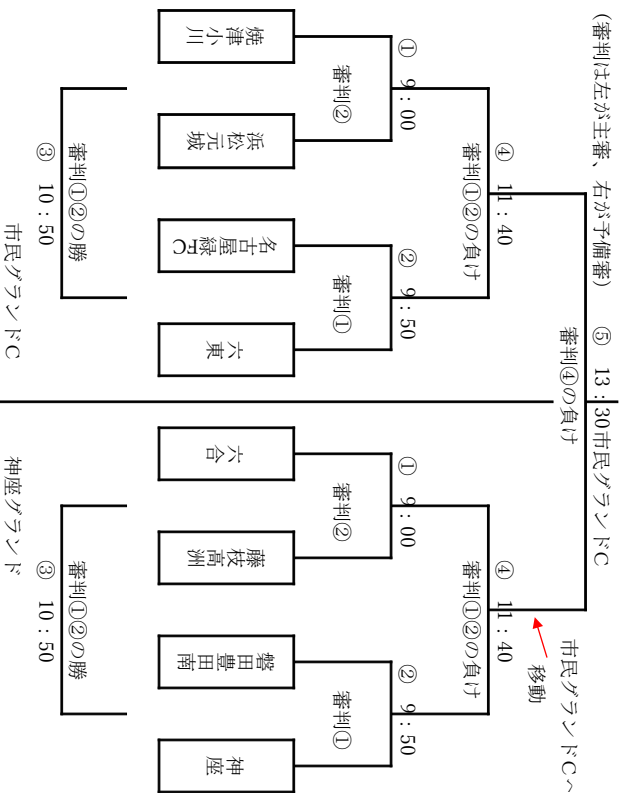 (審判は左が主審、右が予備審)
⑤ 13：30市民グランドC
審判④の負け
市民グランドCへ
移動
④ 11：40
審判①②の負け
④ 11：40
審判①②の負け
① 9：00
審判②
② 9：50
審判①
① 9：00
審判②
② 9：50
審判①
焼津小川
浜松元城
名古屋緑FC
六東
六合
藤枝高洲
磐田豊田南
神座
審判①②の勝
③ 10：50
審判①②の勝
③ 10：50
市民グランドC
神座グランド